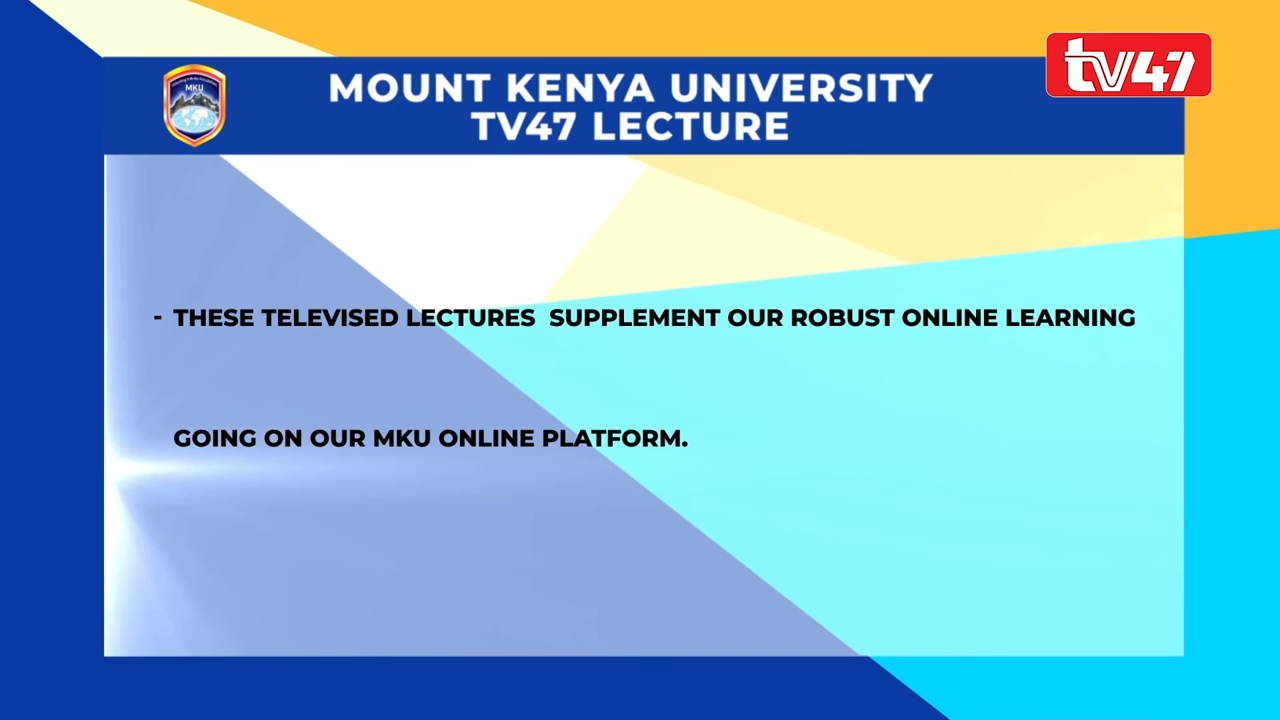 tv47
MKU
MOUNT KENYA UNIVERSITY
TV47 LECTURE
- THESE TELEVISED LECTURES SUPPLEMENT OUR ROBUST ONLINE LEARNING
GOING ON OUR MKU ONLINE PLATFORM.